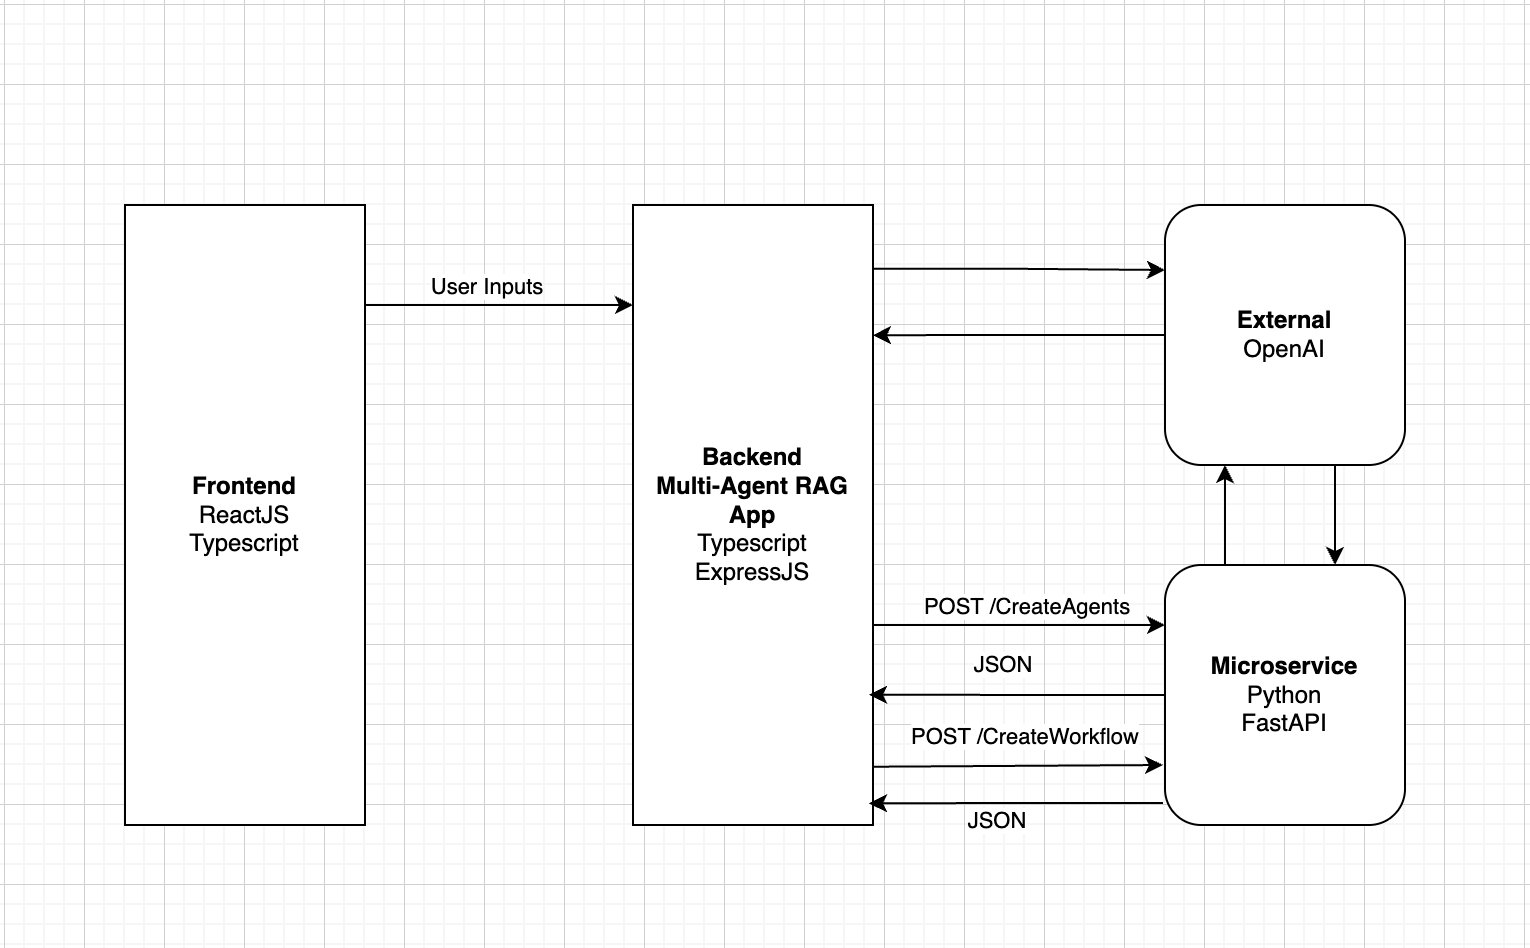 User Inputs
Frontend
ReactJS
Typescript
Backend
Multi-Agent RAG
App
Typescript
ExpressJS
External
OpenAI
POST /CreateAgents
JSON
POST /CreateWorkflow
JSON
Microservice
Python
FastAPI